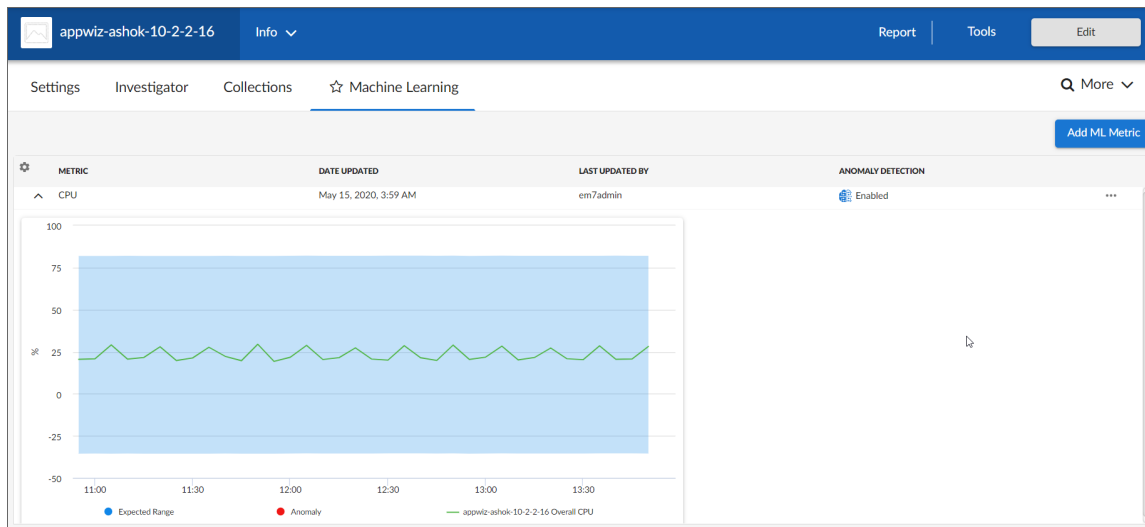 appwiz-ashok-10-2-2-16 Info Report Tools Edit
Settings Investigator Collections Machine Learning More
Add ML Metric
METRIC DATE UPDATED LAST UPDATED BY ANOMALY DETECTION
CPU May 15, 2020, 3:59 AM em7admin Enabled ...
100
75
50
%
25
0
-25
-50
11:00 11:30 12:00 12:30 13:00 13:30
Expected Range Anomaly appwiz-ashok-10-2-2-16 Overall CPU